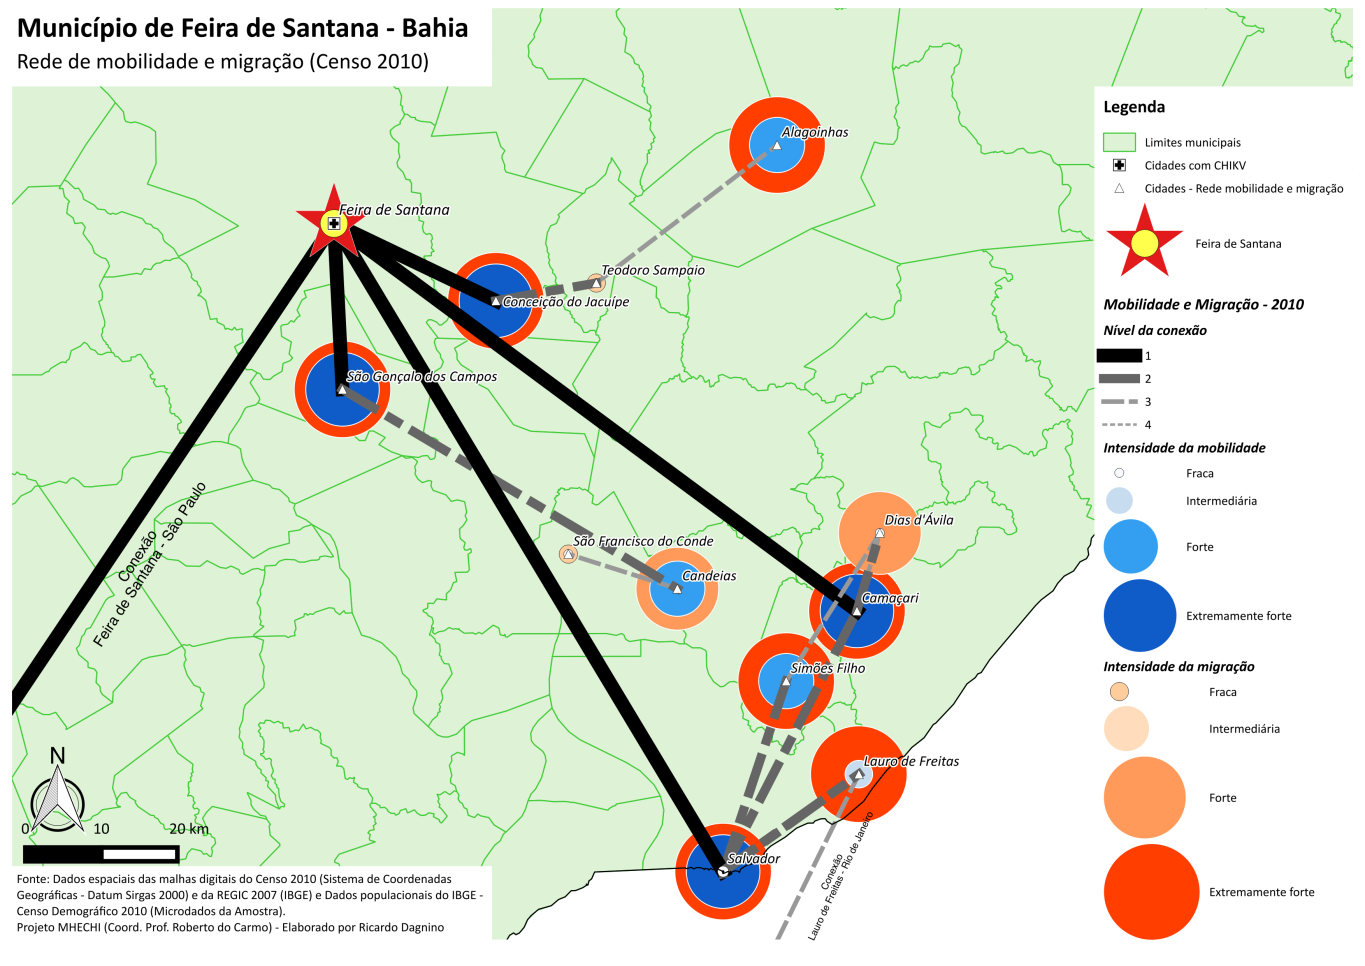 Município de Feira de Santana - Bahia
Rede de mobilidade e migração (Censo 2010)
Alagoinhas
Feira de Santana
Teodoro Sampaio
Conceição do Jacuípe
São Gonçalo dos Campos
Conexão
Feira de Santana - São Paulo
Dias d'Ávila
São Francisco do Conde
Candeias
Camaçari
Simões Filho
Lauro de Freitas
Salvador
Conexão
Lauro de Freitas - Rio de Janeiro
N
0 10 20 km
Fonte: Dados espaciais das malhas digitais do Censo 2010 (Sistema de Coordenadas
Geográficas - Datum Sirgas 2000) e da REGIC 2007 (IBGE) e Dados populacionais do IBGE -
Censo Demográfico 2010 (Microdados da Amostra).
Projeto MHECHI (Coord. Prof. Roberto do Carmo) - Elaborado por Ricardo Dagnino
Legenda
Limites municipais
Cidades com CHIKV
Cidades - Rede mobilidade e migração
Feira de Santana
Mobilidade e Migração - 2010
Nível da conexão
1
2
3
4
Intensidade da mobilidade
Fraca
Intermediária
Forte
Extremamente forte
Intensidade da migração
Fraca
Intermediária
Forte
Extremamente forte